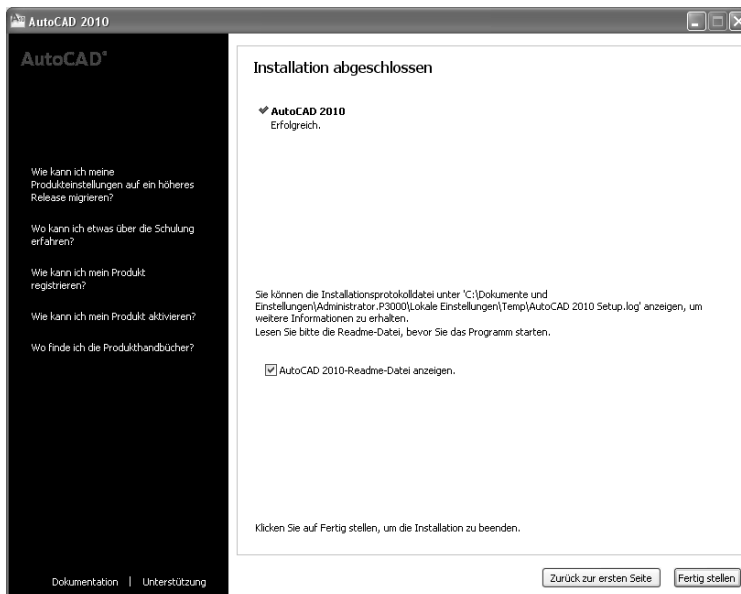 AutoCAD 2010
AutoCAD®
Installation abgeschlossen
AutoCAD 2010
Erfolgreich.
Wie kann ich meine
Produkteinstellungen auf ein höheres
Release migrieren?
Wo kann ich etwas über die Schulung
erfahren?
Wie kann ich mein Produkt
registrieren?
Wie kann ich mein Produkt aktivieren?
Wo finde ich die Produkthandbücher?
Sie können die Installationsprotokolldatei unter 'C:\Dokumente und
Einstellungen\Administrator.P3000\Lokale Einstellungen\Temp\AutoCAD 2010 Setup.log' anzeigen, um
weitere Informationen zu erhalten.
Lesen Sie bitte die Readme-Datei, bevor Sie das Programm starten.
AutoCAD 2010-Readme-Datei anzeigen.
Klicken Sie auf Fertig stellen, um die Installation zu beenden.
Dokumentation | Unterstützung
Zurück zur ersten Seite
Fertig stellen